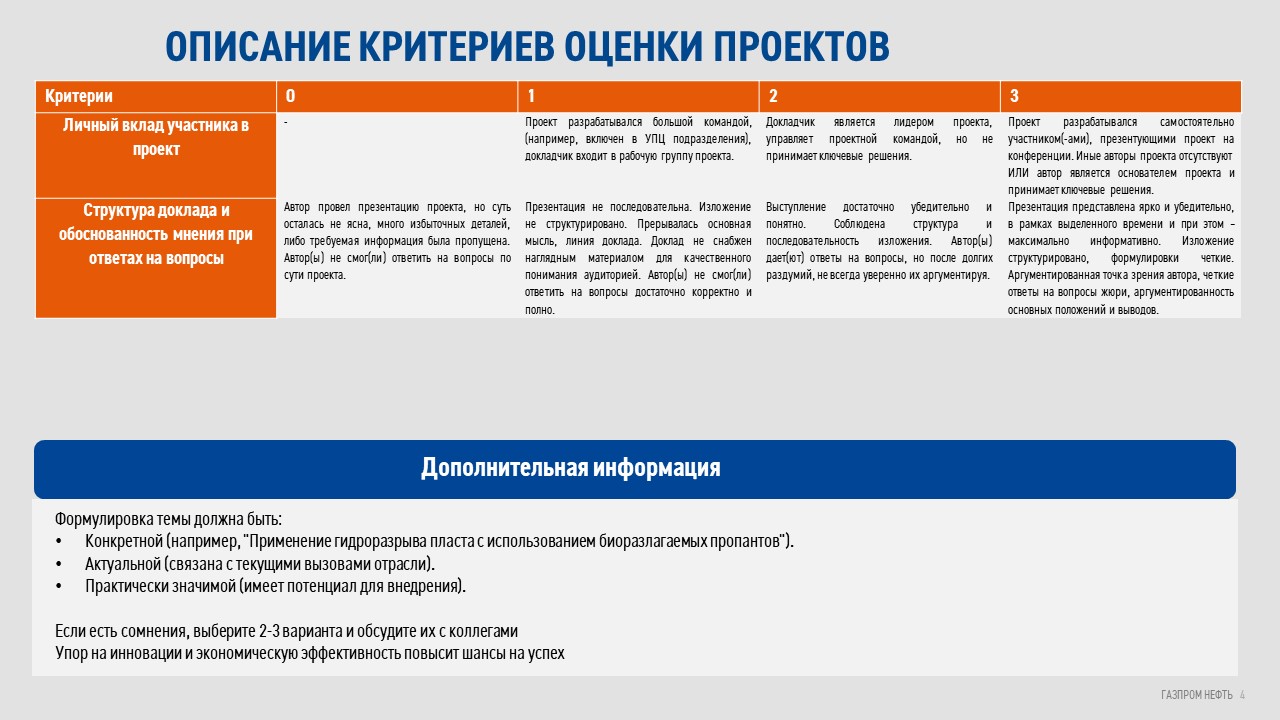 ОПИСАНИЕ КРИТЕРИЕВ ОЦЕНКИ ПРОЕКТОВ
Критерии
0
1
2
3
Личный вклад участника в
проект
-
Проект разрабатывался большой командой,
(например, включен в УПЦ подразделения),
докладчик входит в рабочую группу проекта.
Докладчик является лидером проекта,
управляет проектной командой, но не
принимает ключевые решения.
Проект разрабатывался самостоятельно
участником(-ами), презентующими проект на
конференции. Иные авторы проекта отсутствуют
ИЛИ автор является основателем проекта и
принимает ключевые решения.
Структура доклада и
обоснованность мнения при
ответах на вопросы
Автор провел презентацию проекта, но суть
осталась не ясна, много избыточных деталей,
либо требуемая информация была пропущена.
Автор(ы) не смог(ли) ответить на вопросы по
сути проекта.
Презентация не последовательна. Изложение
не структурировано. Прерывалась основная
мысль, линия доклада. Доклад не снабжен
наглядным материалом для качественного
понимания аудиторией. Автор(ы) не смог(ли)
ответить на вопросы достаточно корректно и
полно.
Выступление достаточно убедительно и
понятно. Соблюдена структура и
последовательность изложения. Автор(ы)
дает(ют) ответы на вопросы, но после долгих
раздумий, не всегда уверенно их аргументируя.
Презентация представлена ярко и убедительно,
в рамках выделенного времени и при этом –
максимально информативно. Изложение
структурировано, формулировки четкие.
Аргументированная точка зрения автора, четкие
ответы на вопросы жюри, аргументированность
основных положений и выводов.
Дополнительная информация
Формулировка темы должна быть:
• Конкретной (например, "Применение гидроразрыва пласта с использованием биоразлагаемых пропантов").
• Актуальной (связана с текущими вызовами отрасли).
• Практически значимой (имеет потенциал для внедрения).
Если есть сомнения, выберите 2-3 варианта и обсудите их с коллегами
Упор на инновации и экономическую эффективность повысит шансы на успех
ГАЗПРОМ НЕФТЬ 4